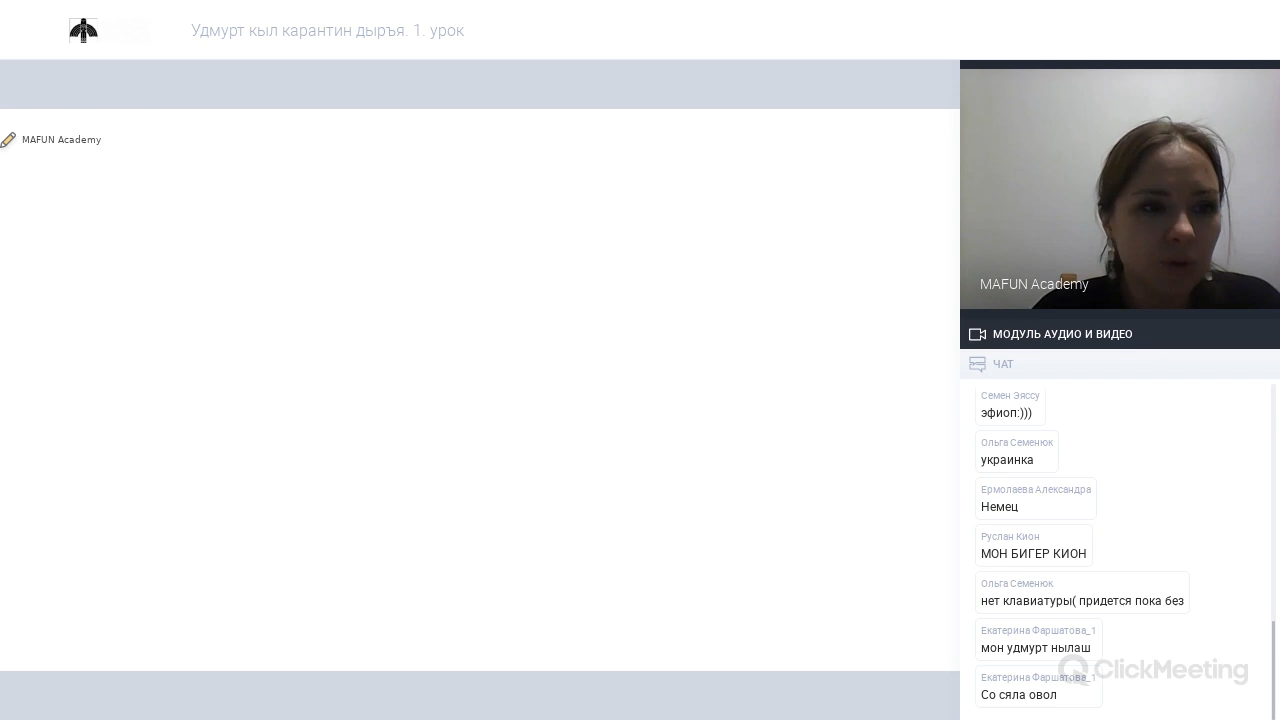 Удмурт кыл карантин дыръя. 1. урок
MAFUN Academy
MAFUN Academy
МОДУЛЬ АУДИО И ВИДЕО
ЧАТ
Семен Эяссу
эфиоп:)))
Ольга Семенюк
украинка
Ермолаева Александра
Немец
Руслан Кион
МОН БИГЕР КИОН
Ольга Семенюк
нет клавиатуры( придется пока без
Екатерина Фаршатова_1
мон удмурт нылаш
Екатерина Фаршатова_1
Со сяла овол
ClickMeeting